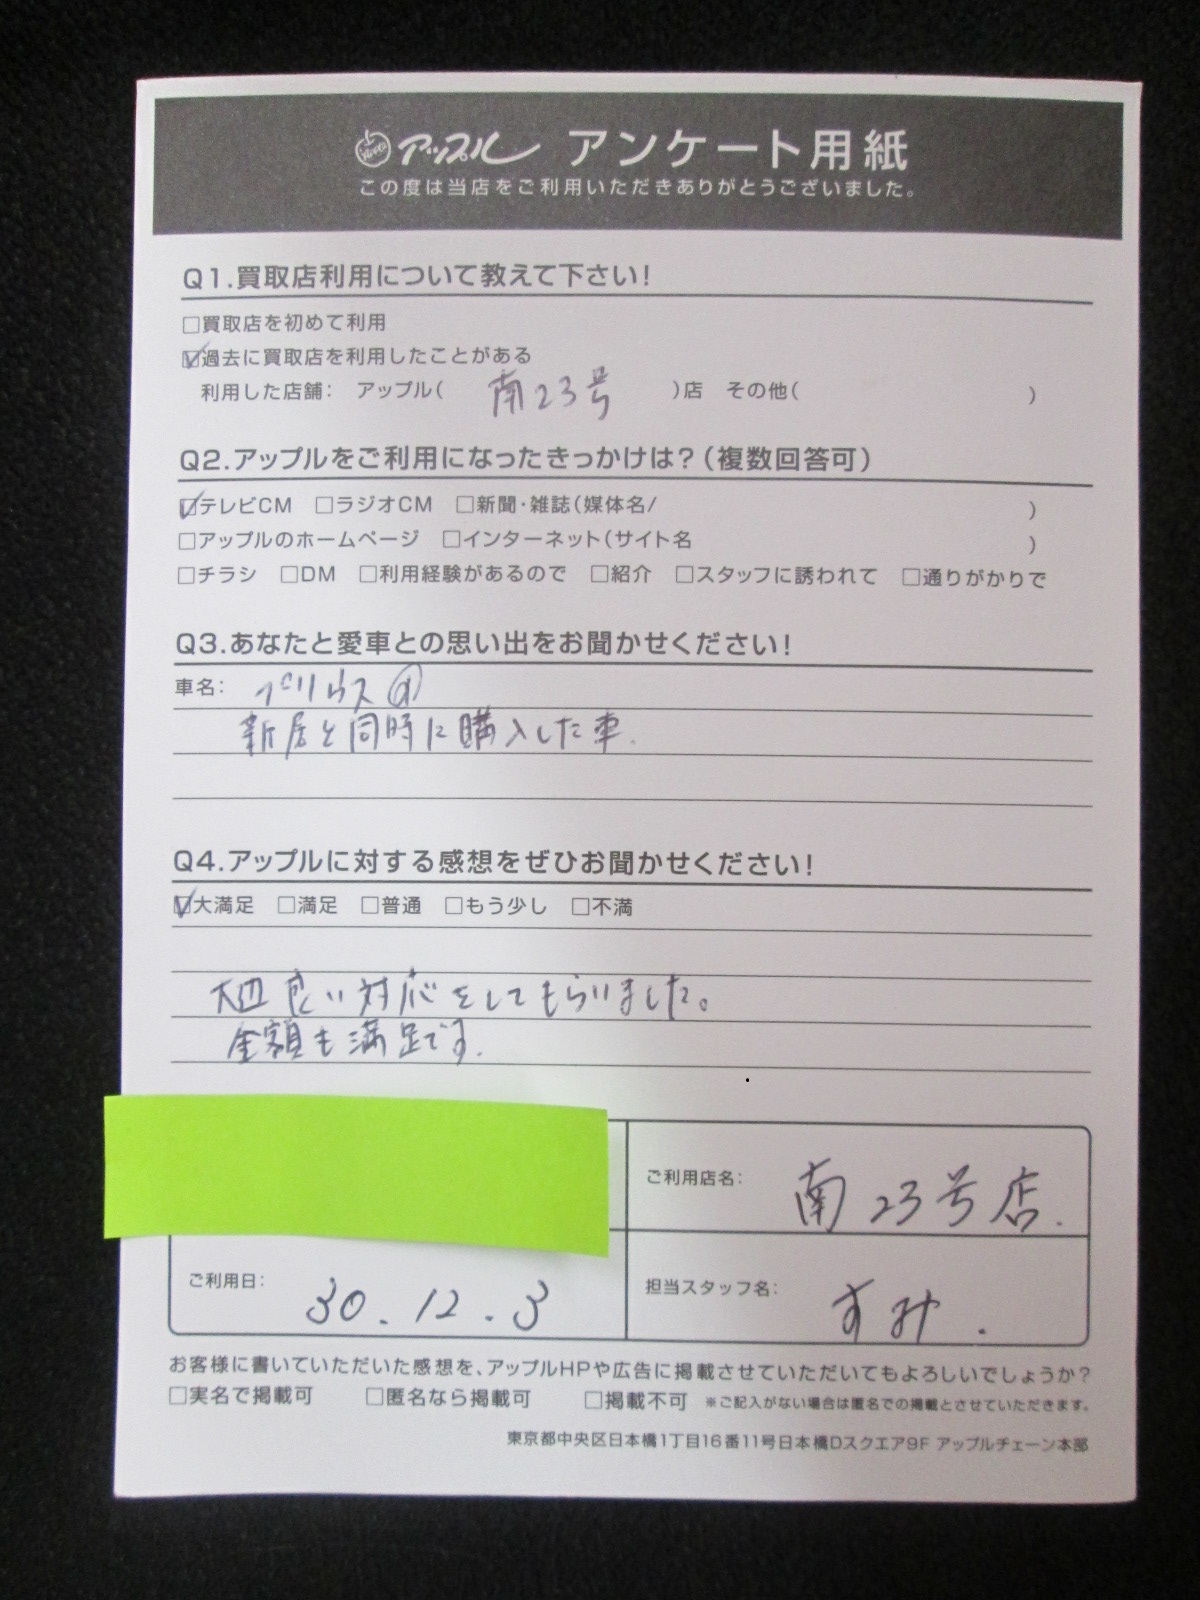 アップル アンケート用紙
この度は当店をご利用いただきありがとうございました。
Q1.買取店利用について教えて下さい!
□買取店を初めて利用
☑過去に買取店を利用したことがある
利用した店舗: アップル( 南23号 )店 その他( )
Q2.アップルをご利用になったきっかけは?(複数回答可)
☑テレビCM □ラジオCM □新聞・雑誌(媒体名/ )
□アップルのホームページ □インターネット(サイト名 )
□チラシ □DM □利用経験があるので □紹介 □スタッフに誘われて □通りがかりで
Q3.あなたと愛車との思い出をお聞かせください!
車名: プリウスα
新居と同時に購入した車.
Q4.アップルに対する感想をぜひお聞かせください!
☑大満足 □満足 □普通 □もう少し □不満
大変良い対応をしてもらいました。
金額も満足です.
ご利用店名: 南23号店.
ご利用日: 30.12.3
担当スタッフ名: すみ.
お客様に書いていただいた感想を、アップルHPや広告に掲載させていただいてもよろしいでしょうか?
□実名で掲載可 □匿名なら掲載可 □掲載不可 ※ご記入がない場合は匿名での掲載とさせていただきます。
東京都中央区日本橋1丁目16番11号日本橋Dスクエア9F アップルチェーン本部